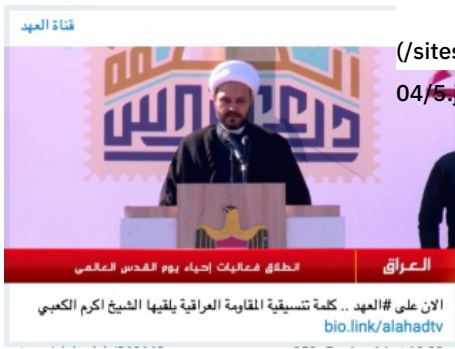 قناة العهد
(/sites
04/5.j
العراق
انطلاق فعاليات إحياء يوم القدس العالمي
الان على #العهد .. كلمة تنسيقية المقاومة العراقية يلقيها الشيخ اكرم الكعبي
bio.link/alahadtv